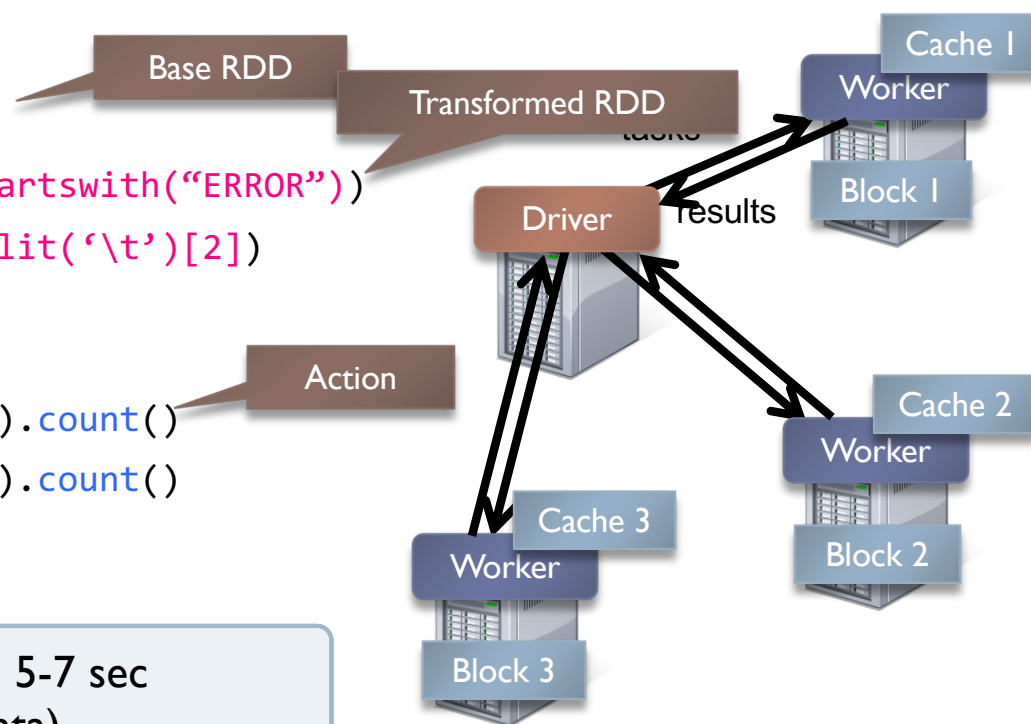 Base RDD
Transformed RDD
artswith(“ERROR”))
lit(‘\t’)[2])
Action
).count()
).count()
5-7 sec
tasks
results
Driver
Cache 1
Worker
Block 1
Cache 2
Worker
Block 2
Cache 3
Worker
Block 3